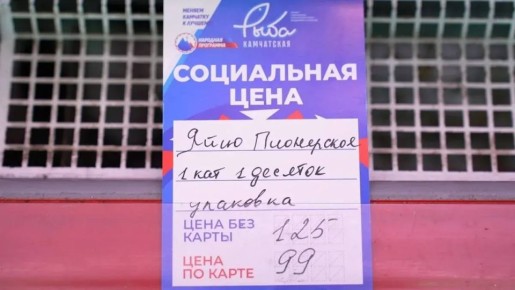 МЕНЯЕМ
КАМЧАТКУ
К ЛУЧШЕМУ
НАРОДНАЯ
ПРОГРАММА
Рыба
КАМЧАТСКАЯ
СОЦИАЛЬНАЯ
ЦЕНА
Яйцо Пионерское
1 кат 1 десяток
упаковка
ЦЕНА БЕЗ
КАРТЫ 125
ЦЕНА
ПО КАРТЕ 99